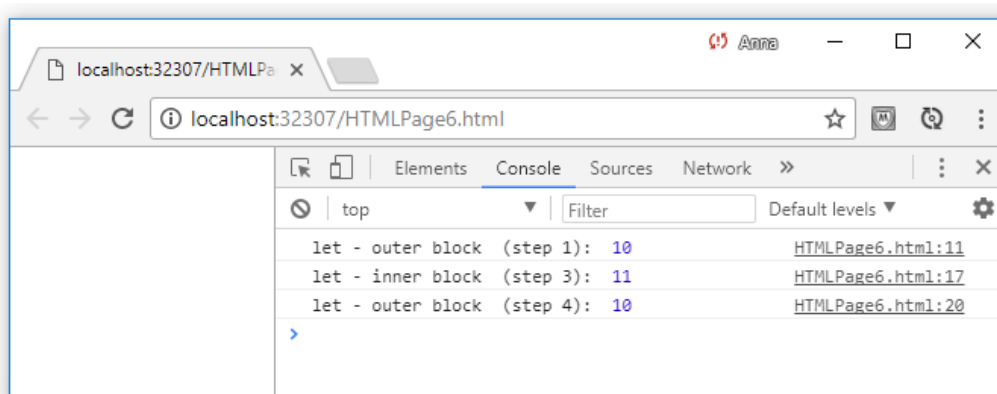 Anna
localhost:32307/HTMLPa
localhost:32307/HTMLPage6.html
Elements Console Sources Network »
top ▼ Filter Default levels ▼
let - outer block (step 1): 10 HTMLPage6.html:11
let - inner block (step 3): 11 HTMLPage6.html:17
let - outer block (step 4): 10 HTMLPage6.html:20
>